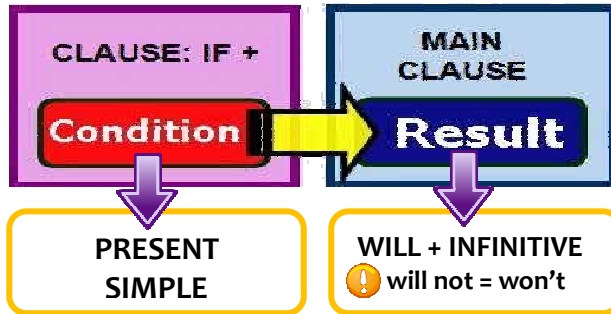 CLAUSE: IF +
Condition
MAIN
CLAUSE
Result
PRESENT
SIMPLE
WILL + INFINITIVE
will not = won’t